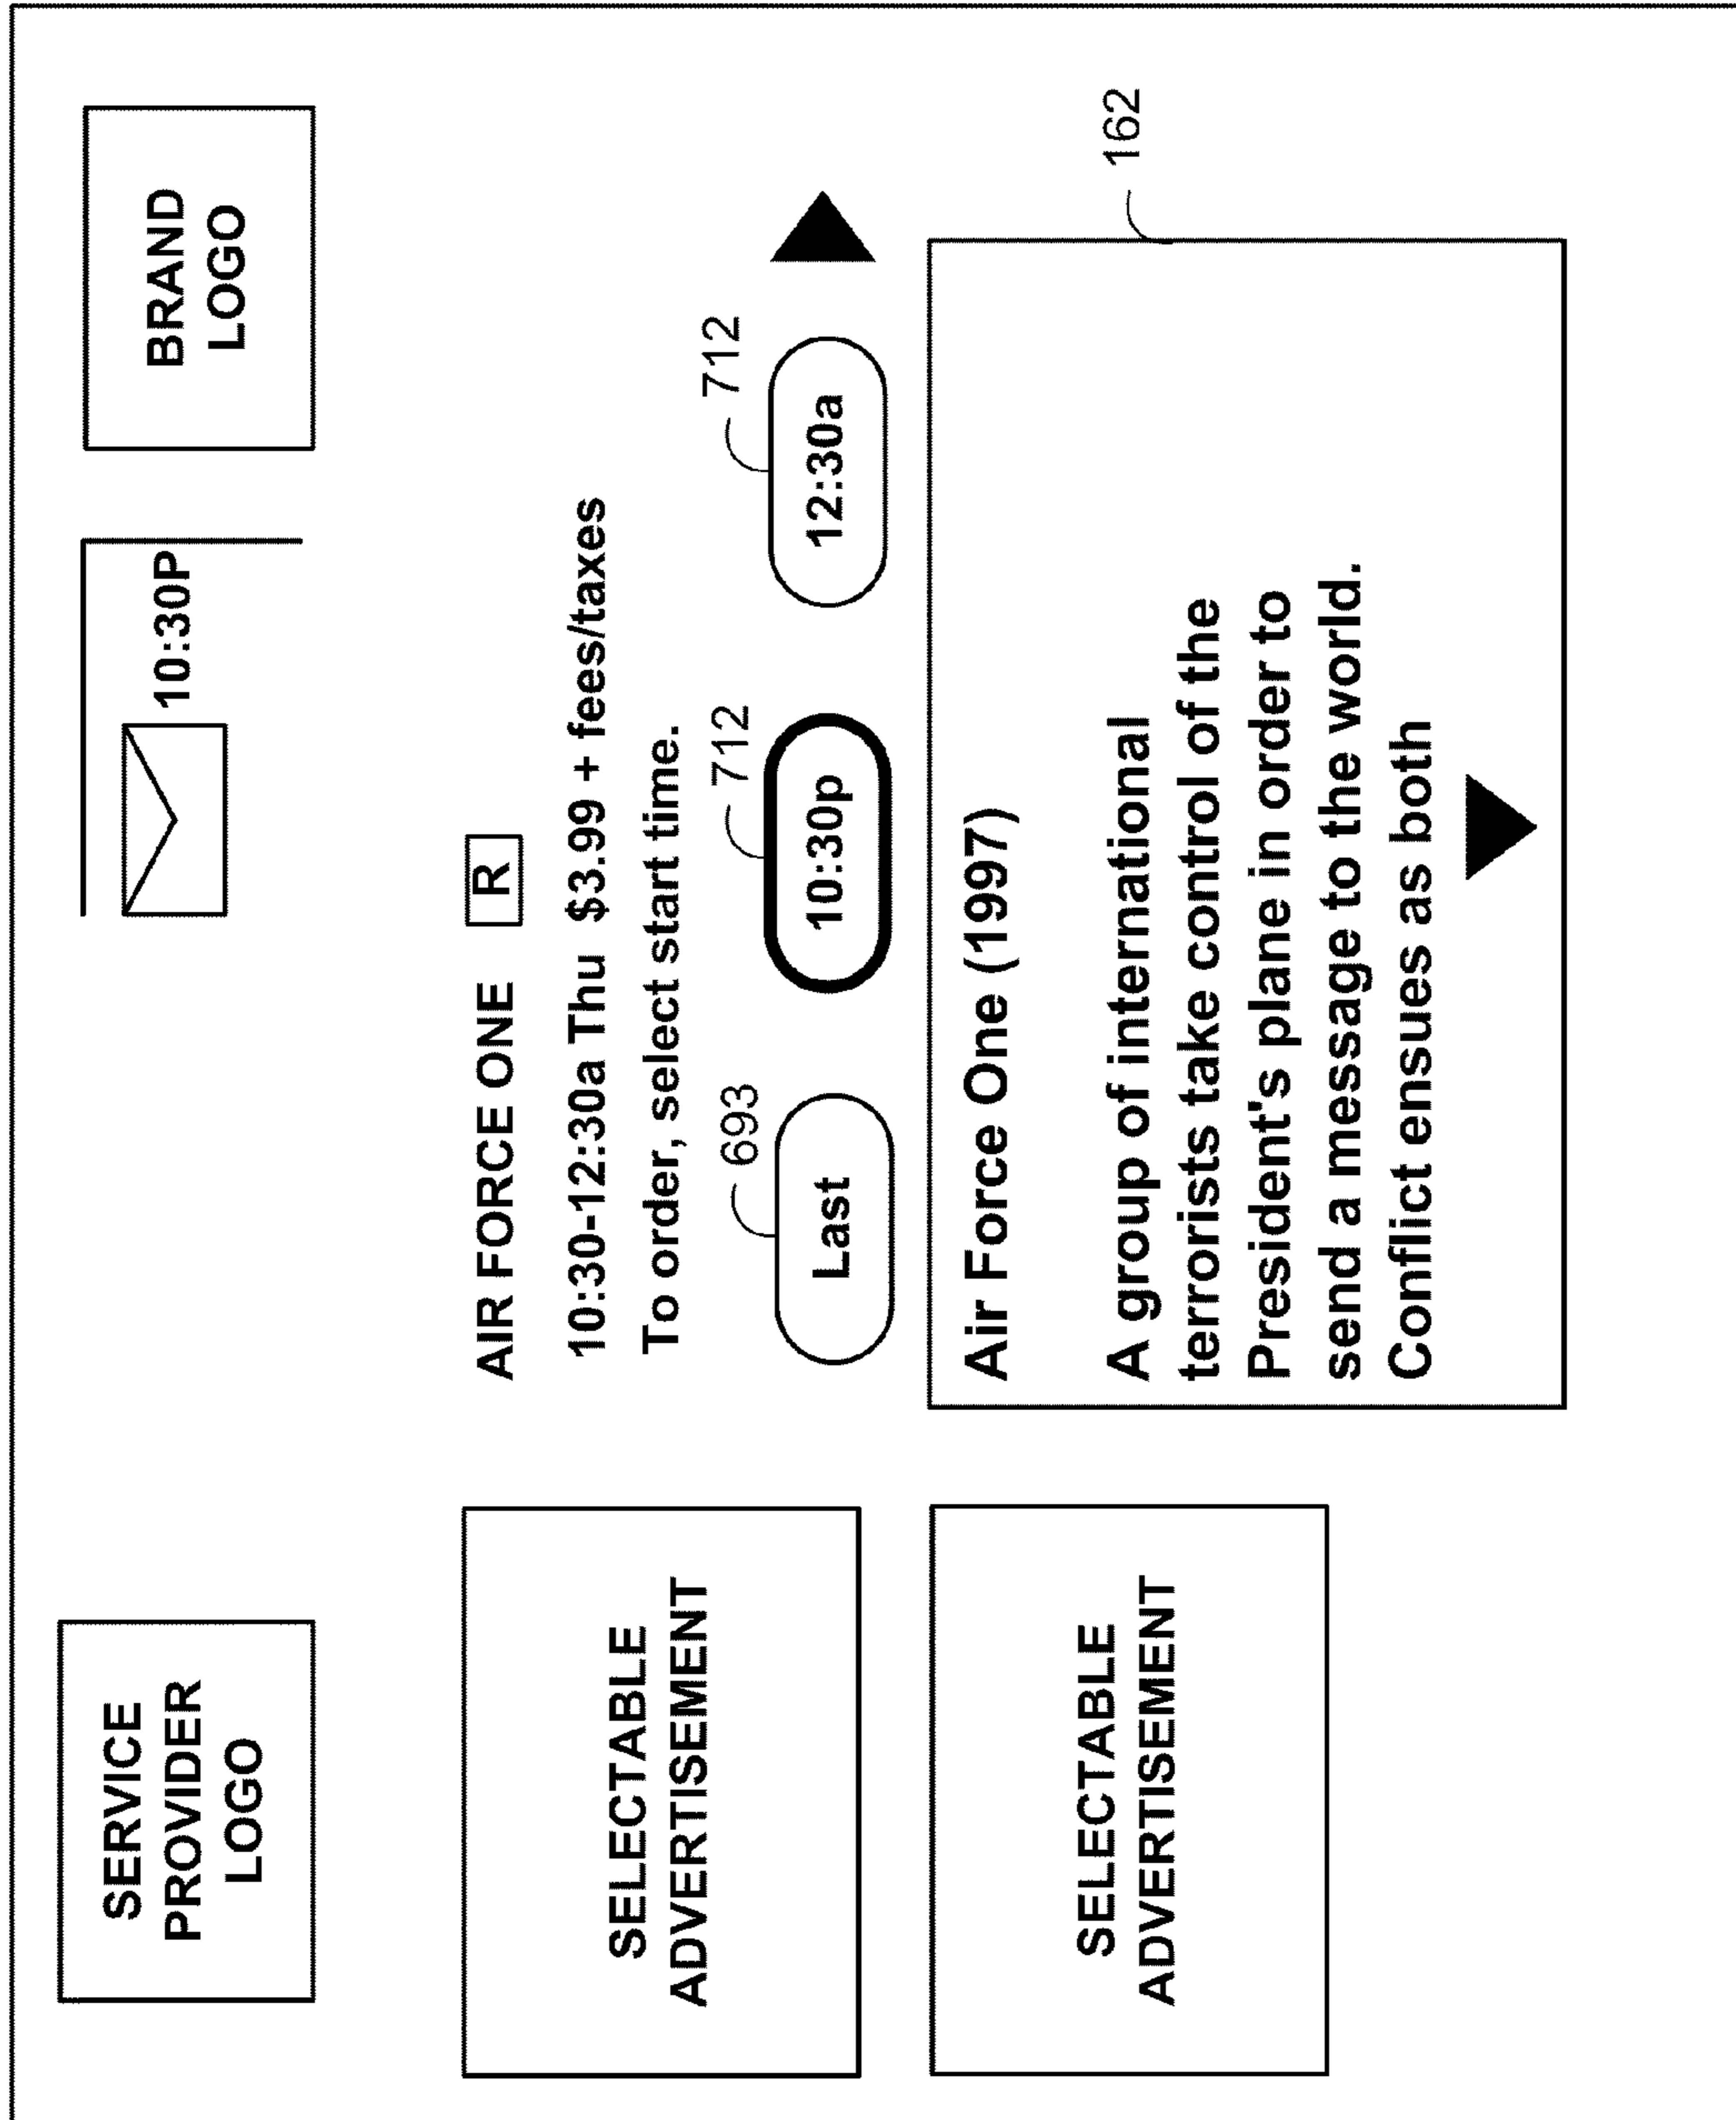 SERVICE
PROVIDER
LOGO
10:30P
BRAND
LOGO
SELECTABLE
ADVERTISEMENT
SELECTABLE
ADVERTISEMENT
AIR FORCE ONE R
10:30-12:30a Thu $3.99 + fees/taxes
To order, select start time.
693
712
712
Last
10:30p
12:30a
162
Air Force One (1997)
A group of international
terrorists take control of the
President's plane in order to
send a message to the world.
Conflict ensues as both